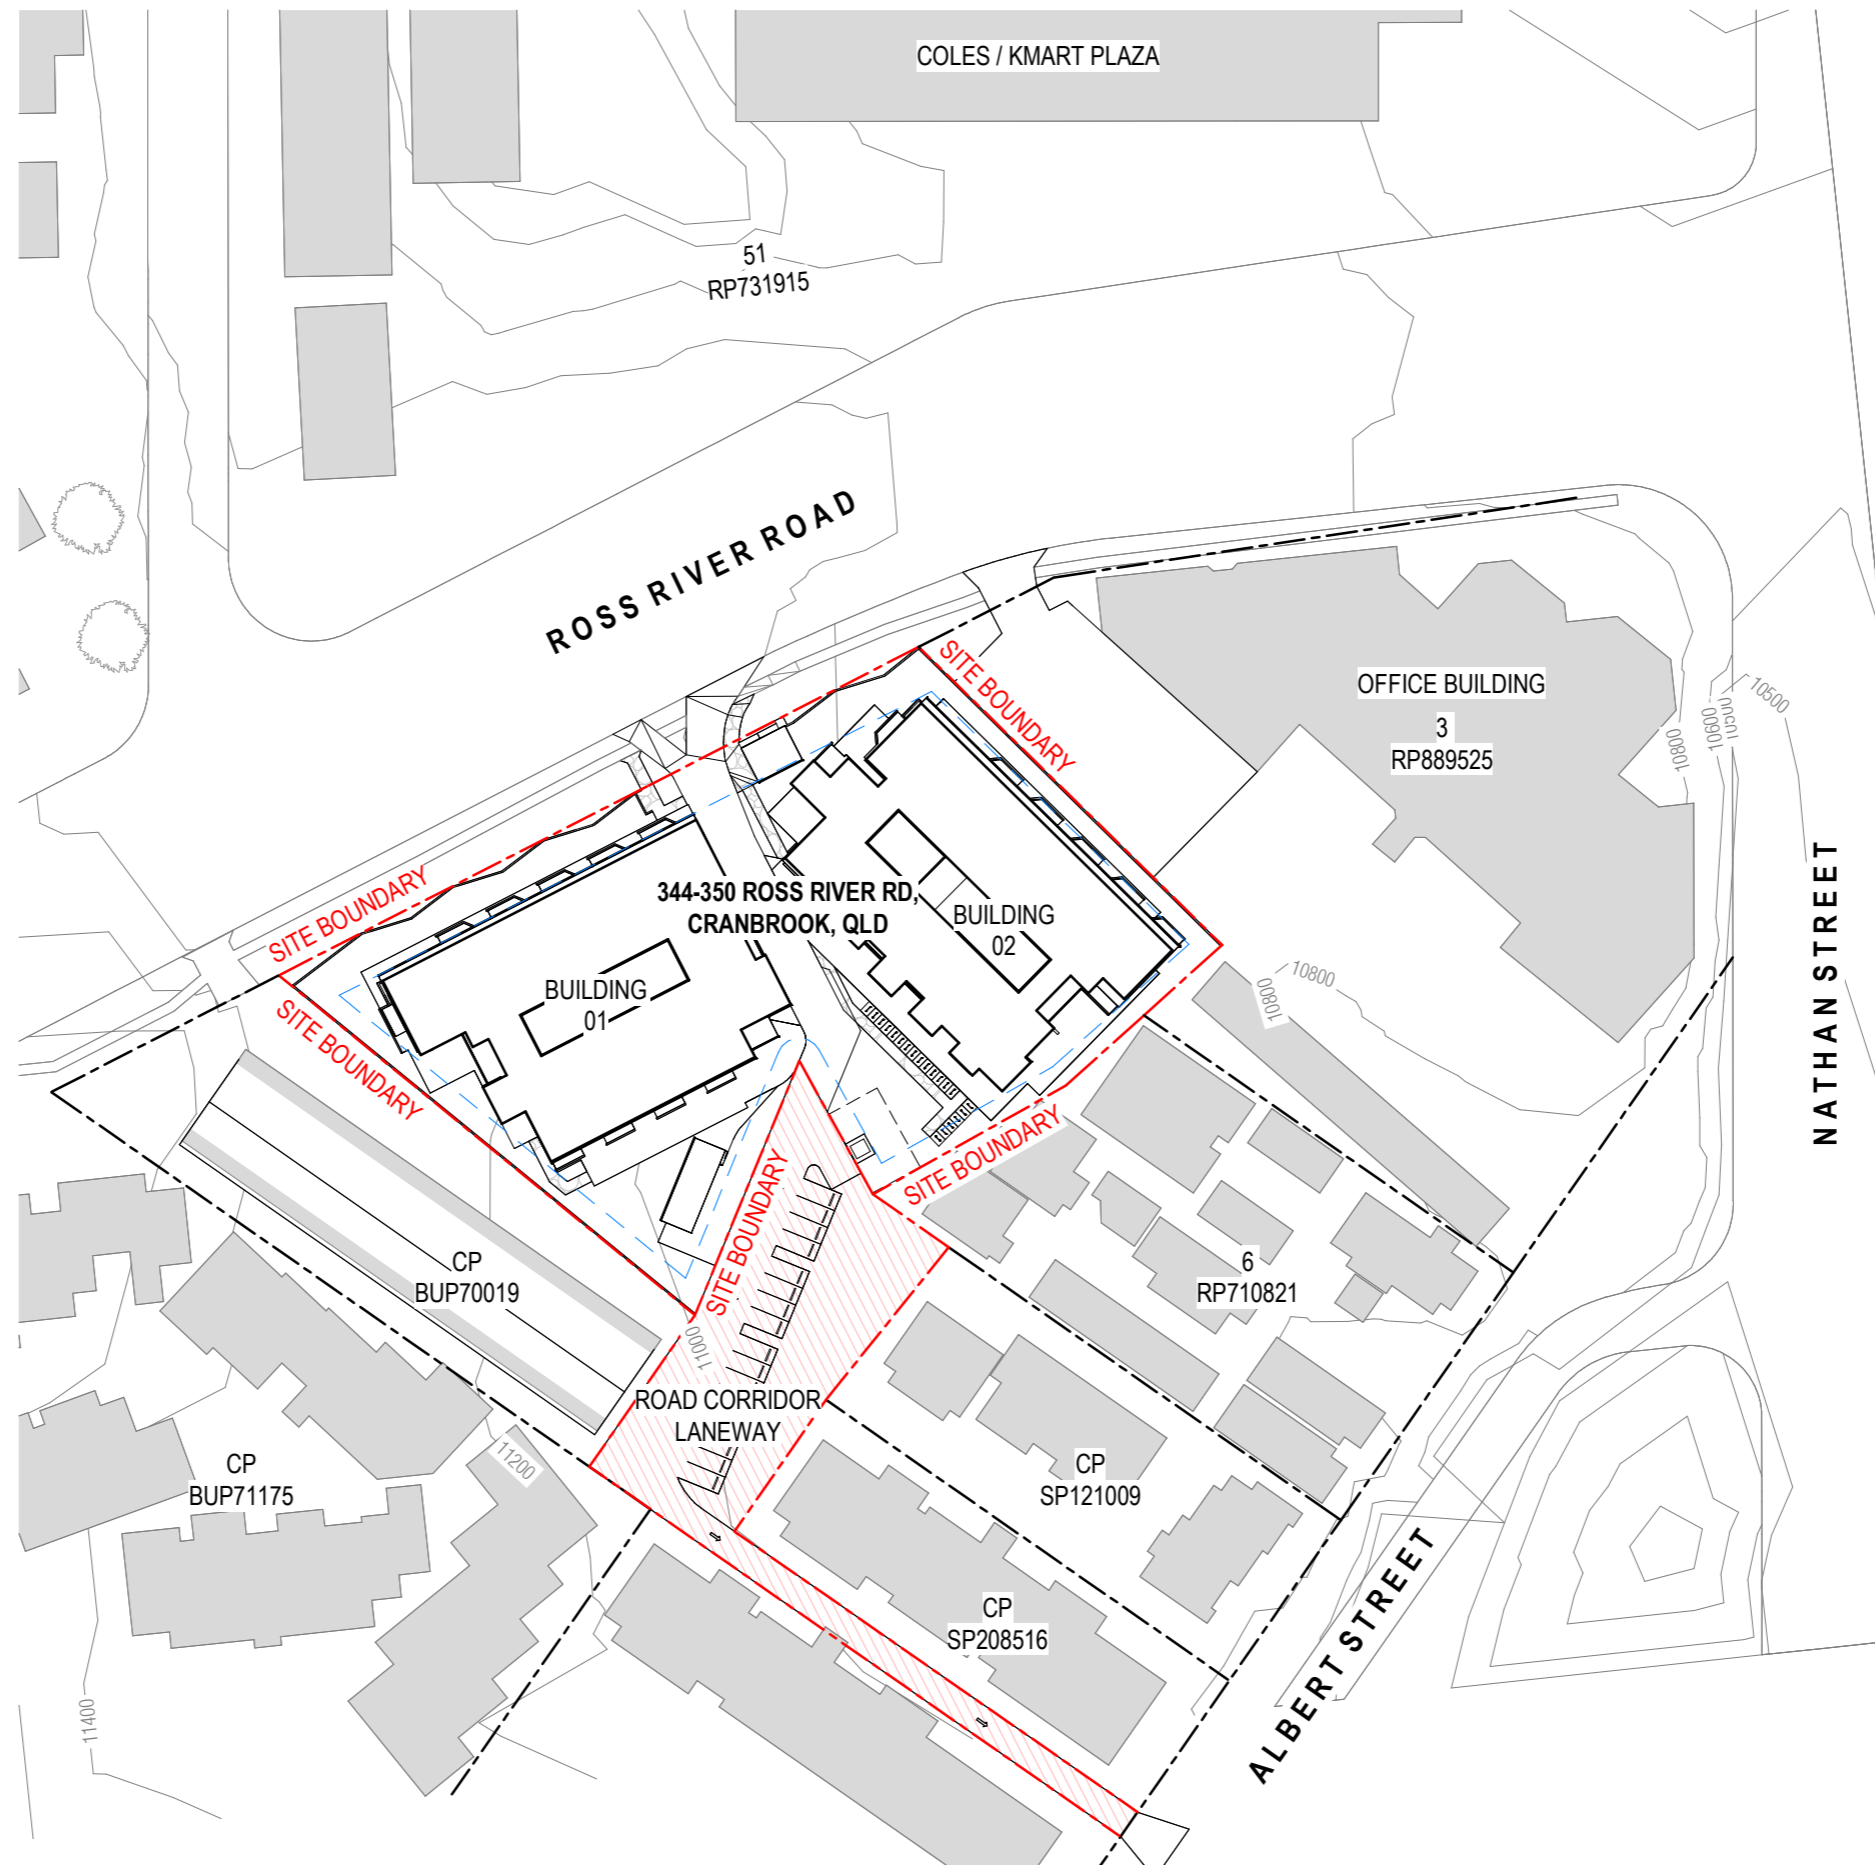 COLES / KMART PLAZA
51
RP731915
ROSS RIVER ROAD
SITE BOUNDARY
OFFICE BUILDING
3
RP889525
10500
10500
10600
10800
NATHAN STREET
SITE BOUNDARY
344-350 ROSS RIVER RD,
CRANBROOK, QLD
BUILDING
02
BUILDING
01
10800
10800
SITE BOUNDARY
SITE BOUNDARY
SITE BOUNDARY
CP
BUP70019
6
RP710821
11000
ROAD CORRIDOR
LANEWAY
CP
BUP71175
11200
CP
SP121009
CP
SP208516
ALBERT STREET
11400